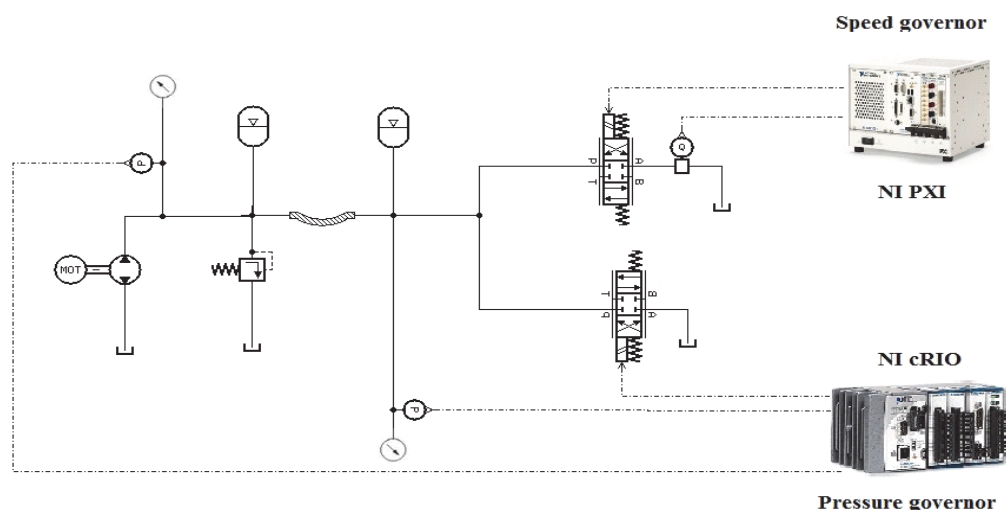 Speed governor
NI PXI
P
MOT
P
T
A
B
Q
T
P
B
A
P
NI cRIO
Pressure governor